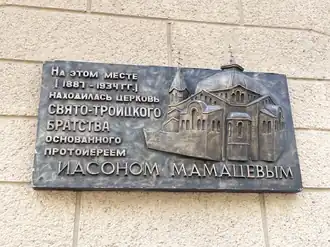 На этом месте
(1887 - 1934 гг.)
находилась церковь
СВЯТО-ТРОИЦКОГО
БРАТСТВА
основанного
протоиереем
ИАСОНОМ МАМАЦЕВЫМ